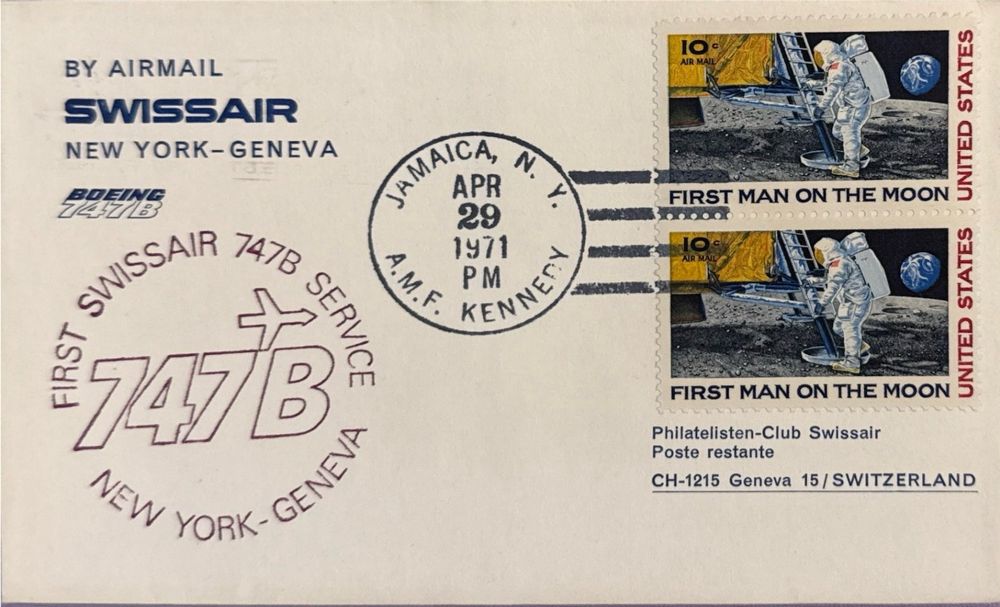 BY AIRMAIL
SWISSAIR
NEW YORK–GENEVA
BOEING
747B
FIRST SWISSAIR 747B SERVICE
747B
NEW YORK-GENEVA
JAMAICA, N. Y.
APR
29
1971
PM
A.M.F. KENNEDY
10c
AIR MAIL
UNITED STATES
FIRST MAN ON THE MOON
10c
AIR MAIL
UNITED STATES
FIRST MAN ON THE MOON
Philatelisten-Club Swissair
Poste restante
CH-1215 Geneva 15/SWITZERLAND